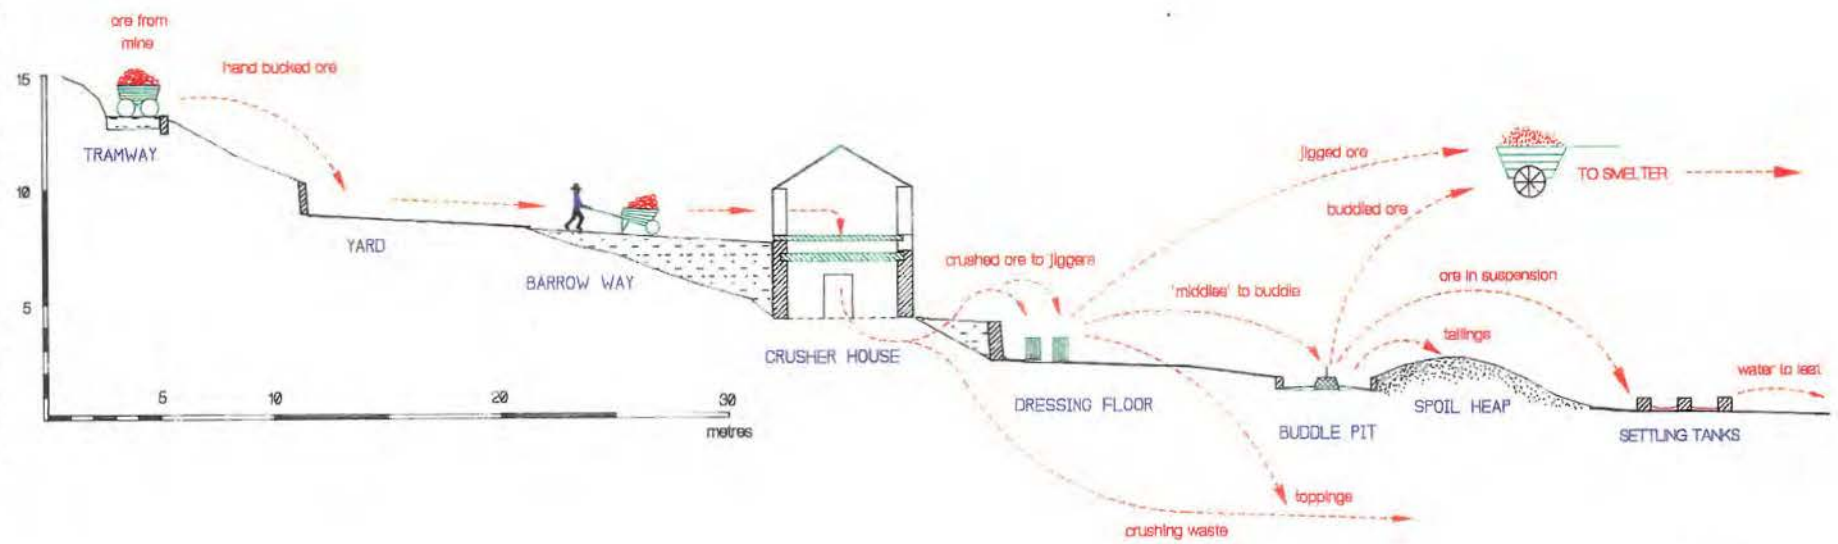 ore from
mine
hand bucked ore
15
TRAMWAY
10
YARD
BARROW WAY
5
CRUSHER HOUSE
crushed ore to jiggers
jigged ore
TO SMELTER
buddled ore
'middles' to buddle
ore in suspension
tailings
water to leat
DRESSING FLOOR
BUDDLE PIT
SPOIL HEAP
SETTLING TANKS
5
10
20
30
metres
toppings
crushing waste